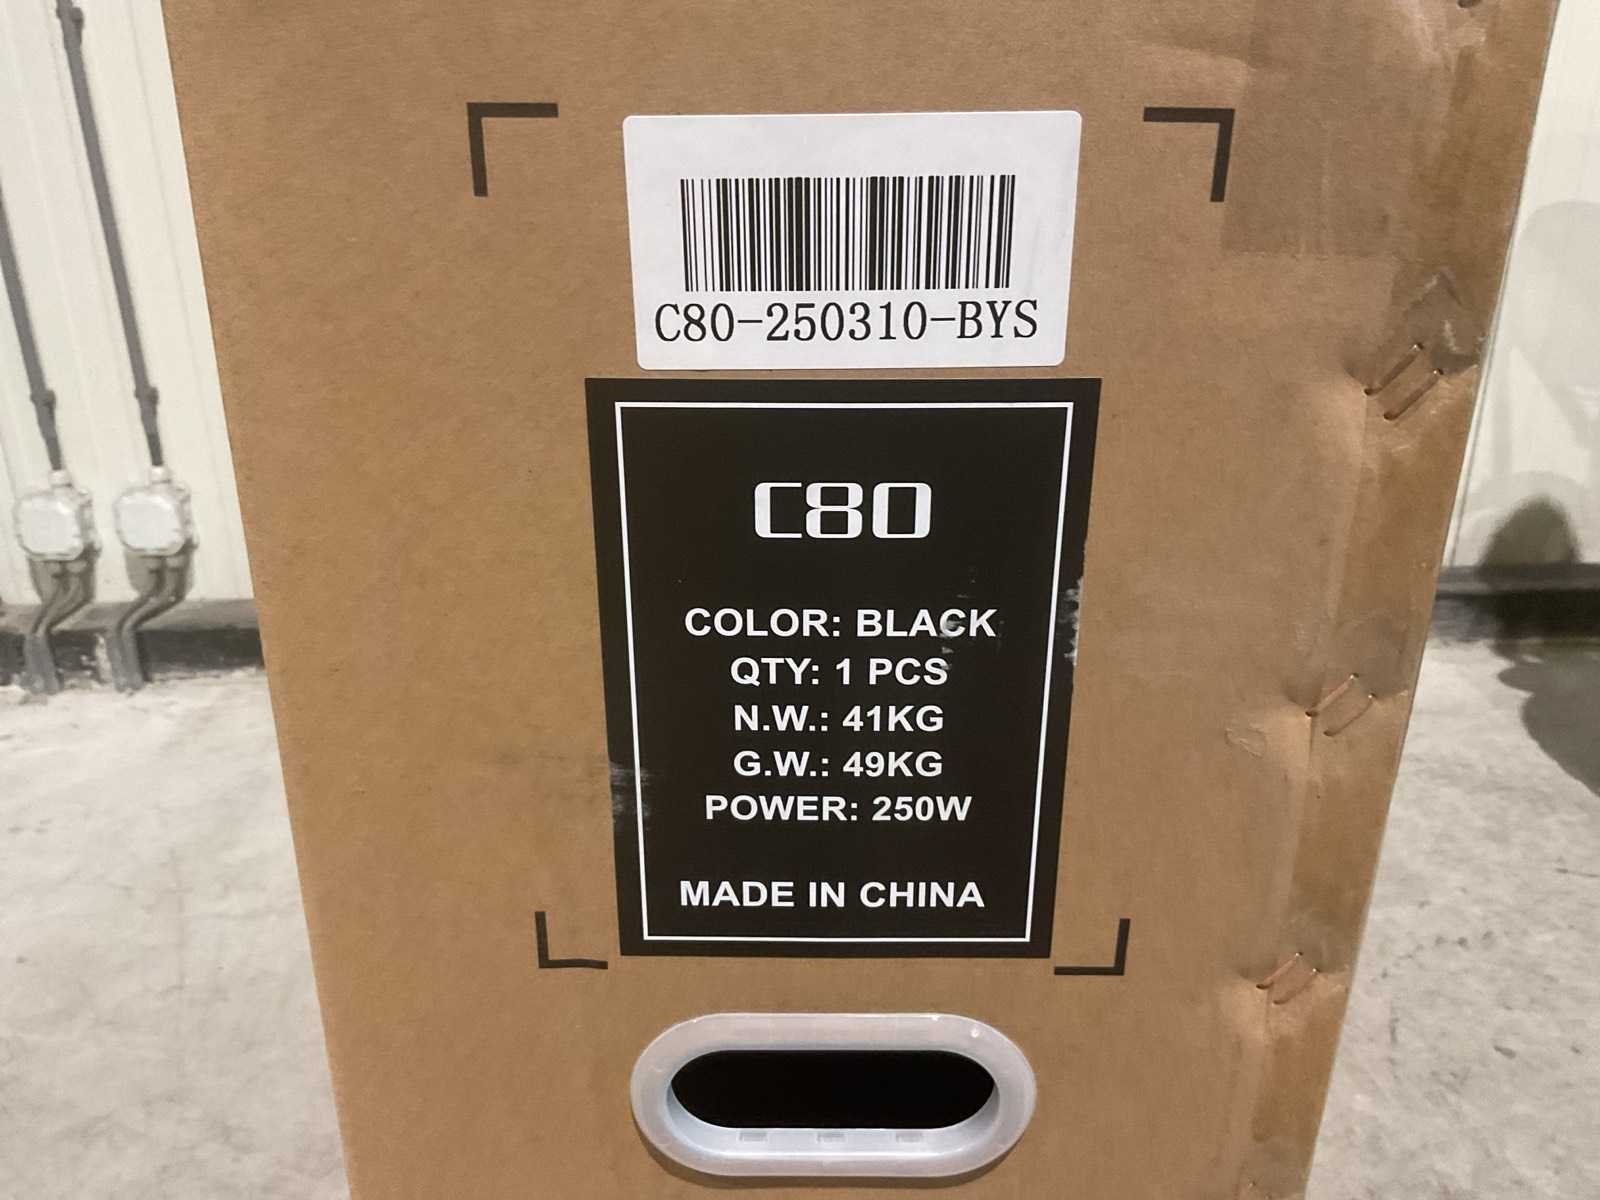 C80-250310-BYS
C80
COLOR: BLACK
QTY: 1 PCS
N.W.: 41KG
G.W.: 49KG
POWER: 250W
MADE IN CHINA